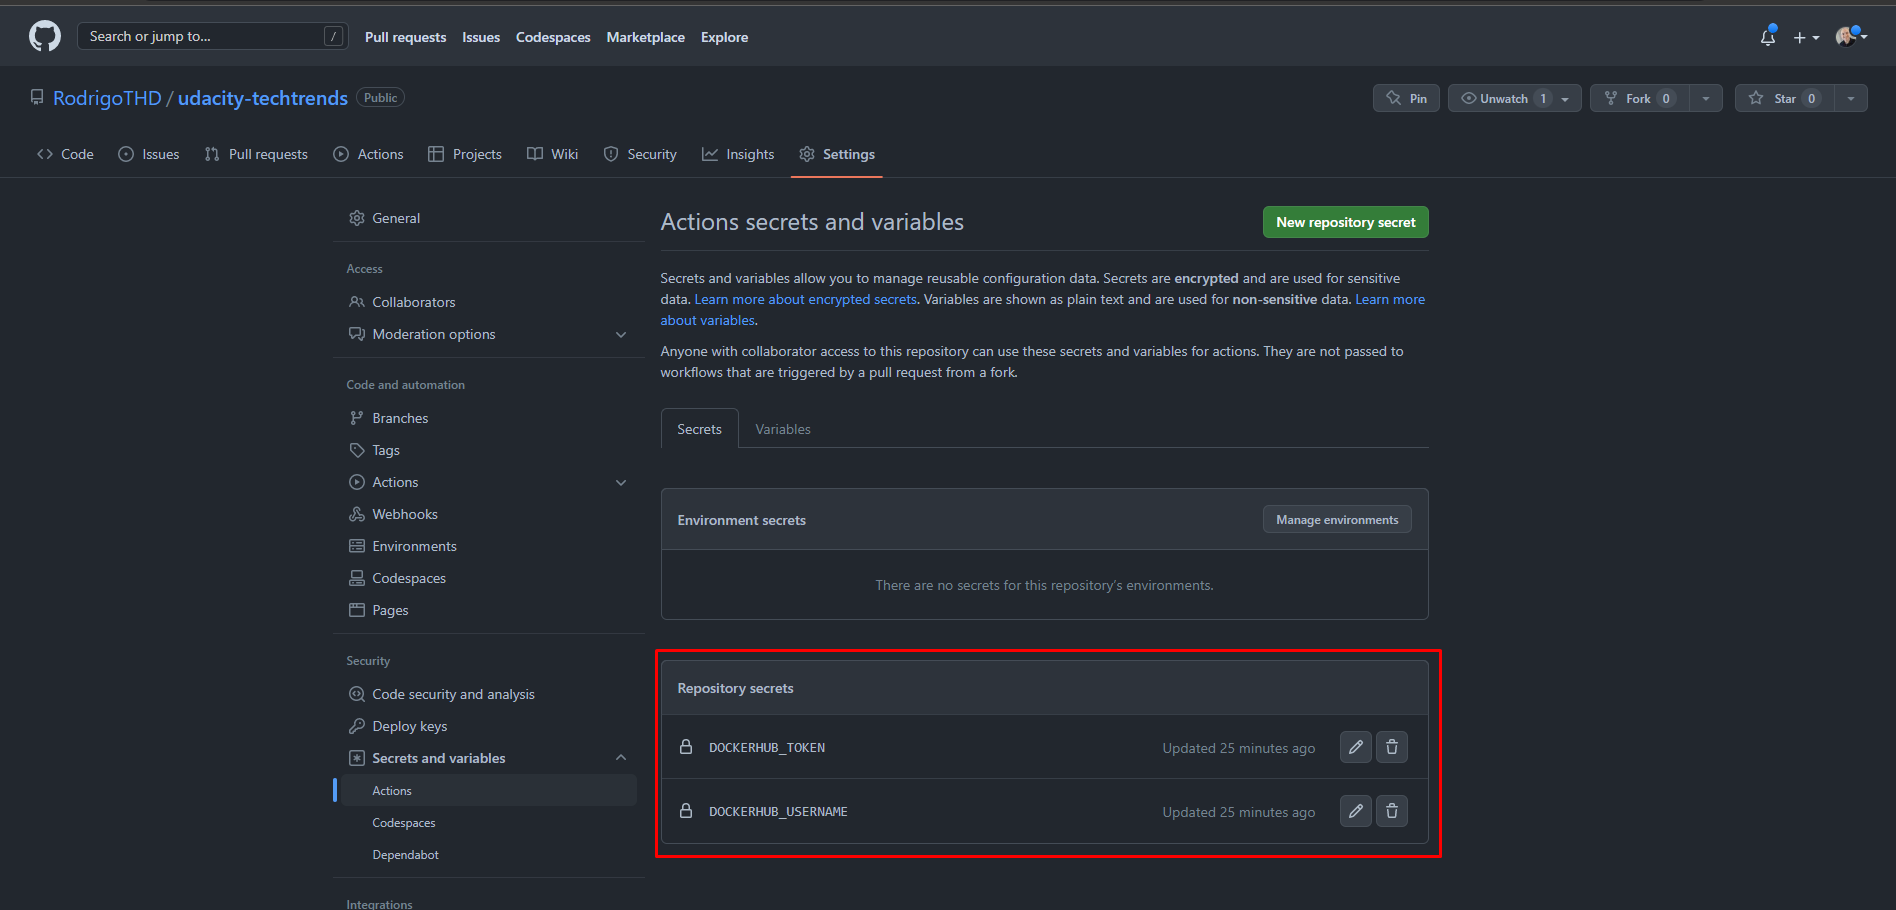 Search or jump to...
/
Pull requests
Issues
Codespaces
Marketplace
Explore
RodrigoTHD / udacity-techtrends
Public
Pin
Unwatch 1
Fork 0
Star 0
Code
Issues
Pull requests
Actions
Projects
Wiki
Security
Insights
Settings
General
Access
Collaborators
Moderation options
Code and automation
Branches
Tags
Actions
Webhooks
Environments
Codespaces
Pages
Security
Code security and analysis
Deploy keys
Secrets and variables
Actions
Codespaces
Dependabot
Integrations
Actions secrets and variables
New repository secret
Secrets and variables allow you to manage reusable configuration data. Secrets are encrypted and are used for sensitive
data. Learn more about encrypted secrets. Variables are shown as plain text and are used for non-sensitive data. Learn more
about variables.
Anyone with collaborator access to this repository can use these secrets and variables for actions. They are not passed to
workflows that are triggered by a pull request from a fork.
Secrets
Variables
Environment secrets
Manage environments
There are no secrets for this repository's environments.
Repository secrets
DOCKERHUB_TOKEN
Updated 25 minutes ago
DOCKERHUB_USERNAME
Updated 25 minutes ago